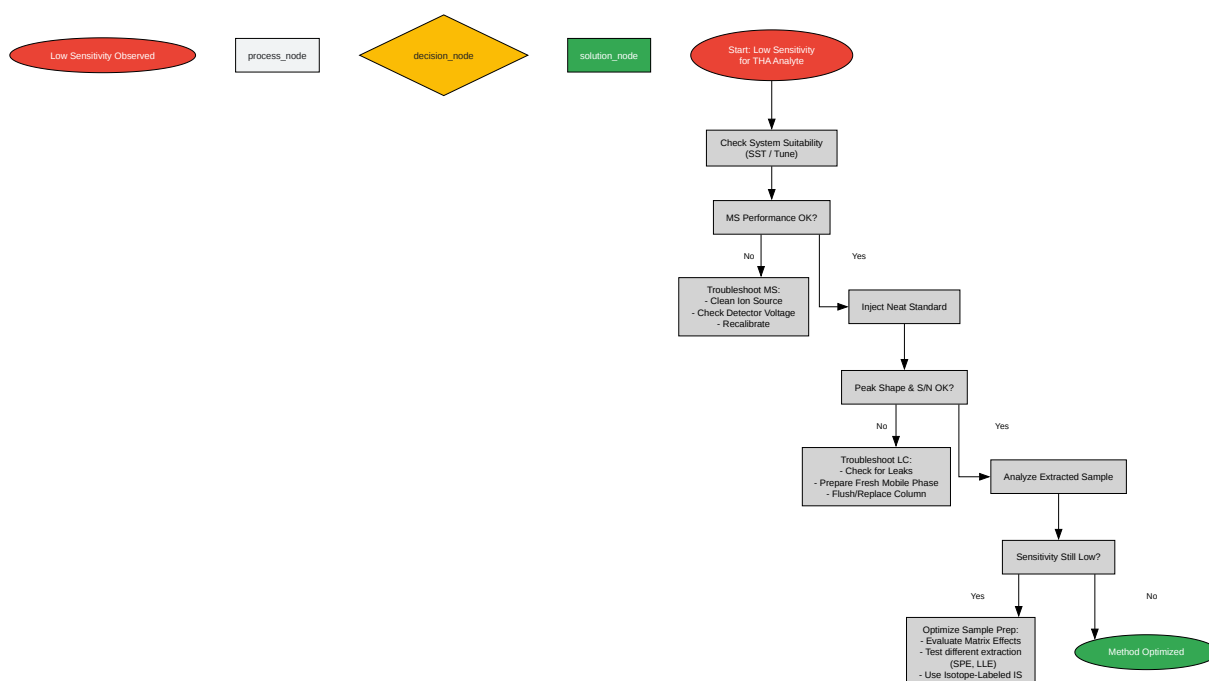 Low Sensitivity Observed
process_node
decision_node
solution_node
Start: Low Sensitivity
for THA Analyte
Check System Suitability
(SST / Tune)
MS Performance OK?
No
Yes
Troubleshoot MS:
- Clean Ion Source
- Check Detector Voltage
- Recalibrate
Inject Neat Standard
Peak Shape & S/N OK?
No
Yes
Troubleshoot LC:
- Check for Leaks
- Prepare Fresh Mobile Phase
- Flush/Replace Column
Analyze Extracted Sample
Sensitivity Still Low?
Yes
No
Optimize Sample Prep:
- Evaluate Matrix Effects
- Test different extraction
(SPE, LLE)
- Use Isotope-Labeled IS
Method Optimized